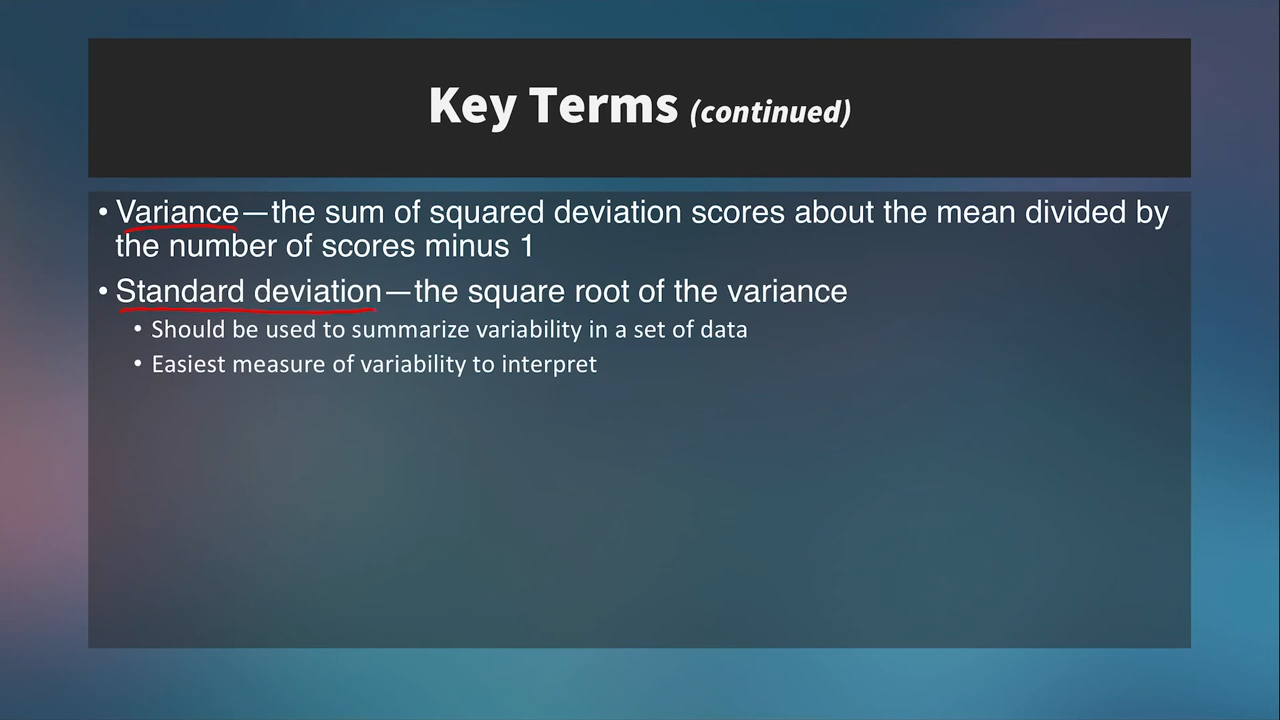 Key Terms (continued)
• Variance—the sum of squared deviation scores about the mean divided by
the number of scores minus 1
• Standard deviation—the square root of the variance
• Should be used to summarize variability in a set of data
• Easiest measure of variability to interpret